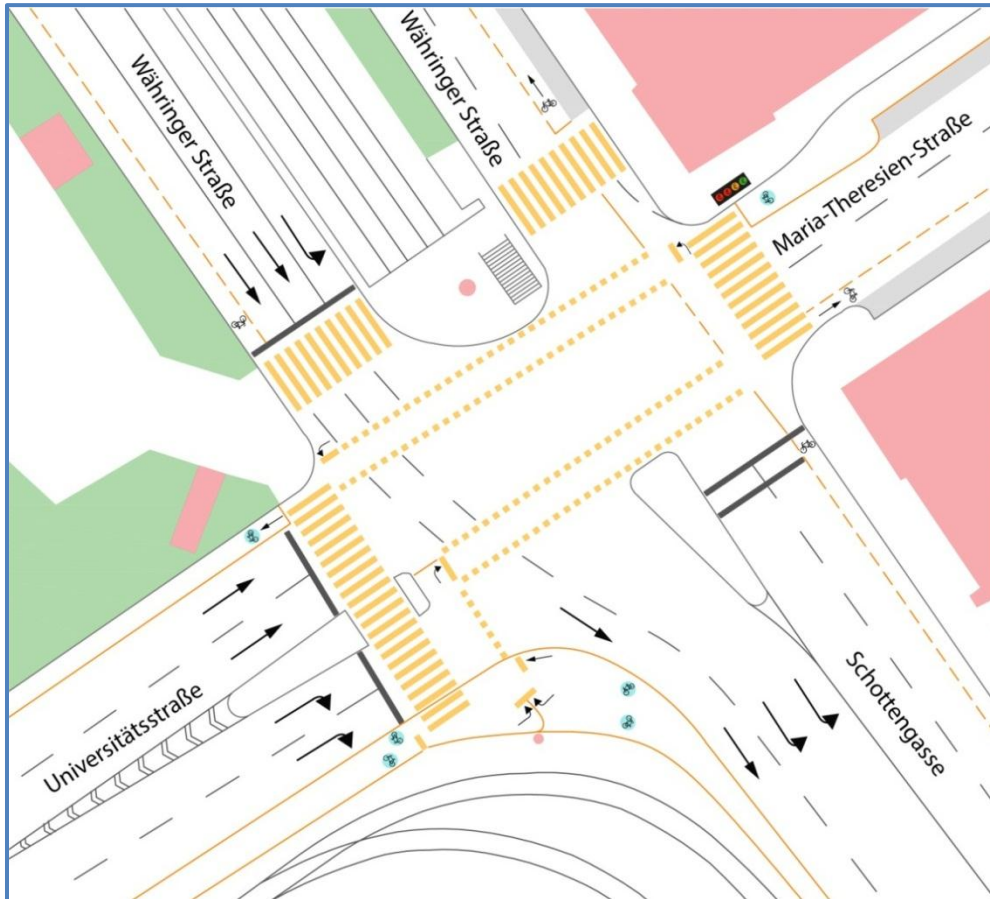 Währinger Straße
Währinger Straße
Maria-Theresien-Straße
Universitätsstraße
Schottengasse